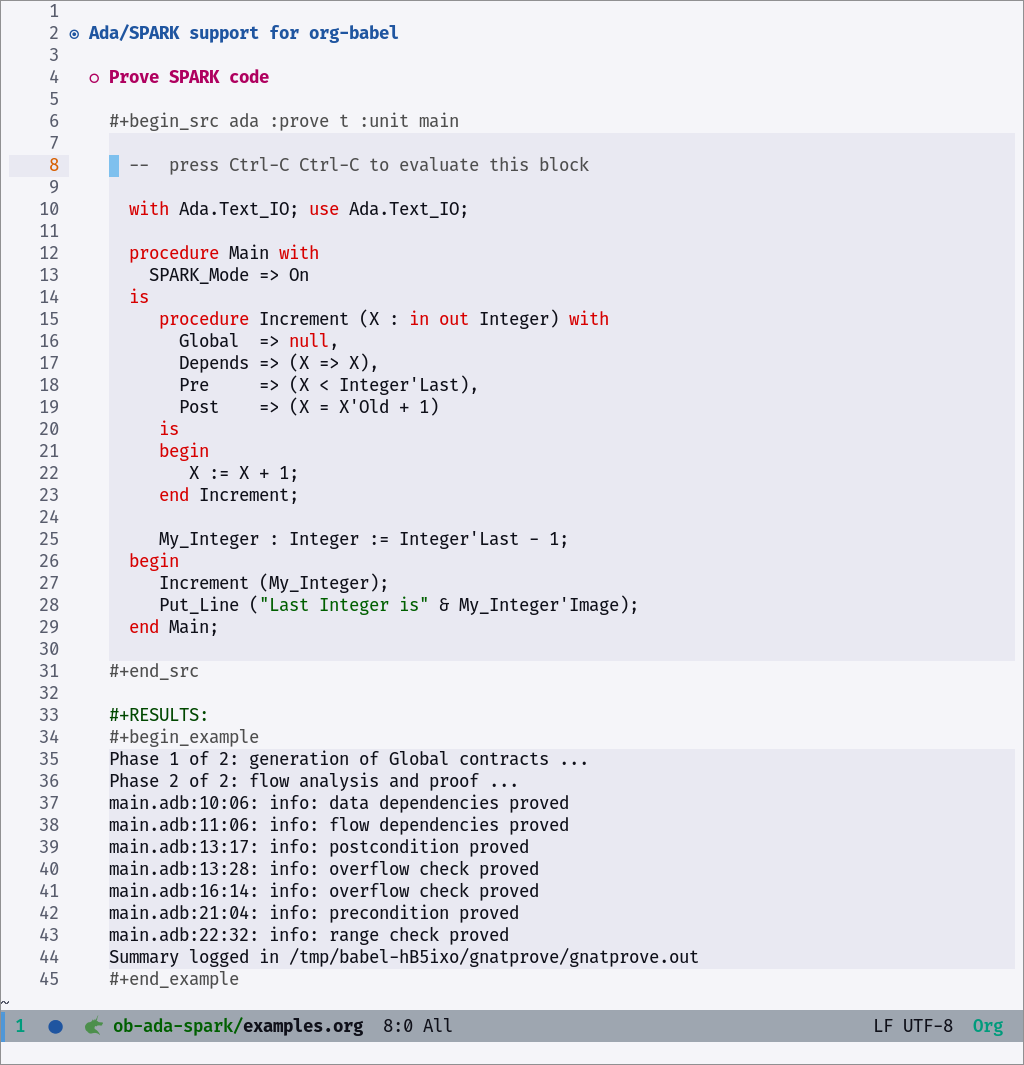 1
2 Ada/SPARK support for org-babel
3
4 Prove SPARK code
5
6 #+begin_src ada :prove t :unit main
7
8 --  press Ctrl-C Ctrl-C to evaluate this block
9
10 with Ada.Text_IO; use Ada.Text_IO;
11
12 procedure Main with
13   SPARK_Mode => On
14 is
15    procedure Increment (X : in out Integer) with
16      Global  => null,
17      Depends => (X => X),
18      Pre     => (X < Integer'Last),
19      Post    => (X = X'Old + 1)
20    is
21    begin
22       X := X + 1;
23    end Increment;
24
25    My_Integer : Integer := Integer'Last - 1;
26 begin
27    Increment (My_Integer);
28    Put_Line ("Last Integer is" & My_Integer'Image);
29 end Main;
30
31 #+end_src
32
33 #+RESULTS:
34 #+begin_example
35 Phase 1 of 2: generation of Global contracts ...
36 Phase 2 of 2: flow analysis and proof ...
37 main.adb:10:06: info: data dependencies proved
38 main.adb:11:06: info: flow dependencies proved
39 main.adb:13:17: info: postcondition proved
40 main.adb:13:28: info: overflow check proved
41 main.adb:16:14: info: overflow check proved
42 main.adb:21:04: info: precondition proved
43 main.adb:22:32: info: range check proved
44 Summary logged in /tmp/babel-hB5ixo/gnatprove/gnatprove.out
45 #+end_example
~
1 ob-ada-spark/examples.org 8:0 All LF UTF-8 Org